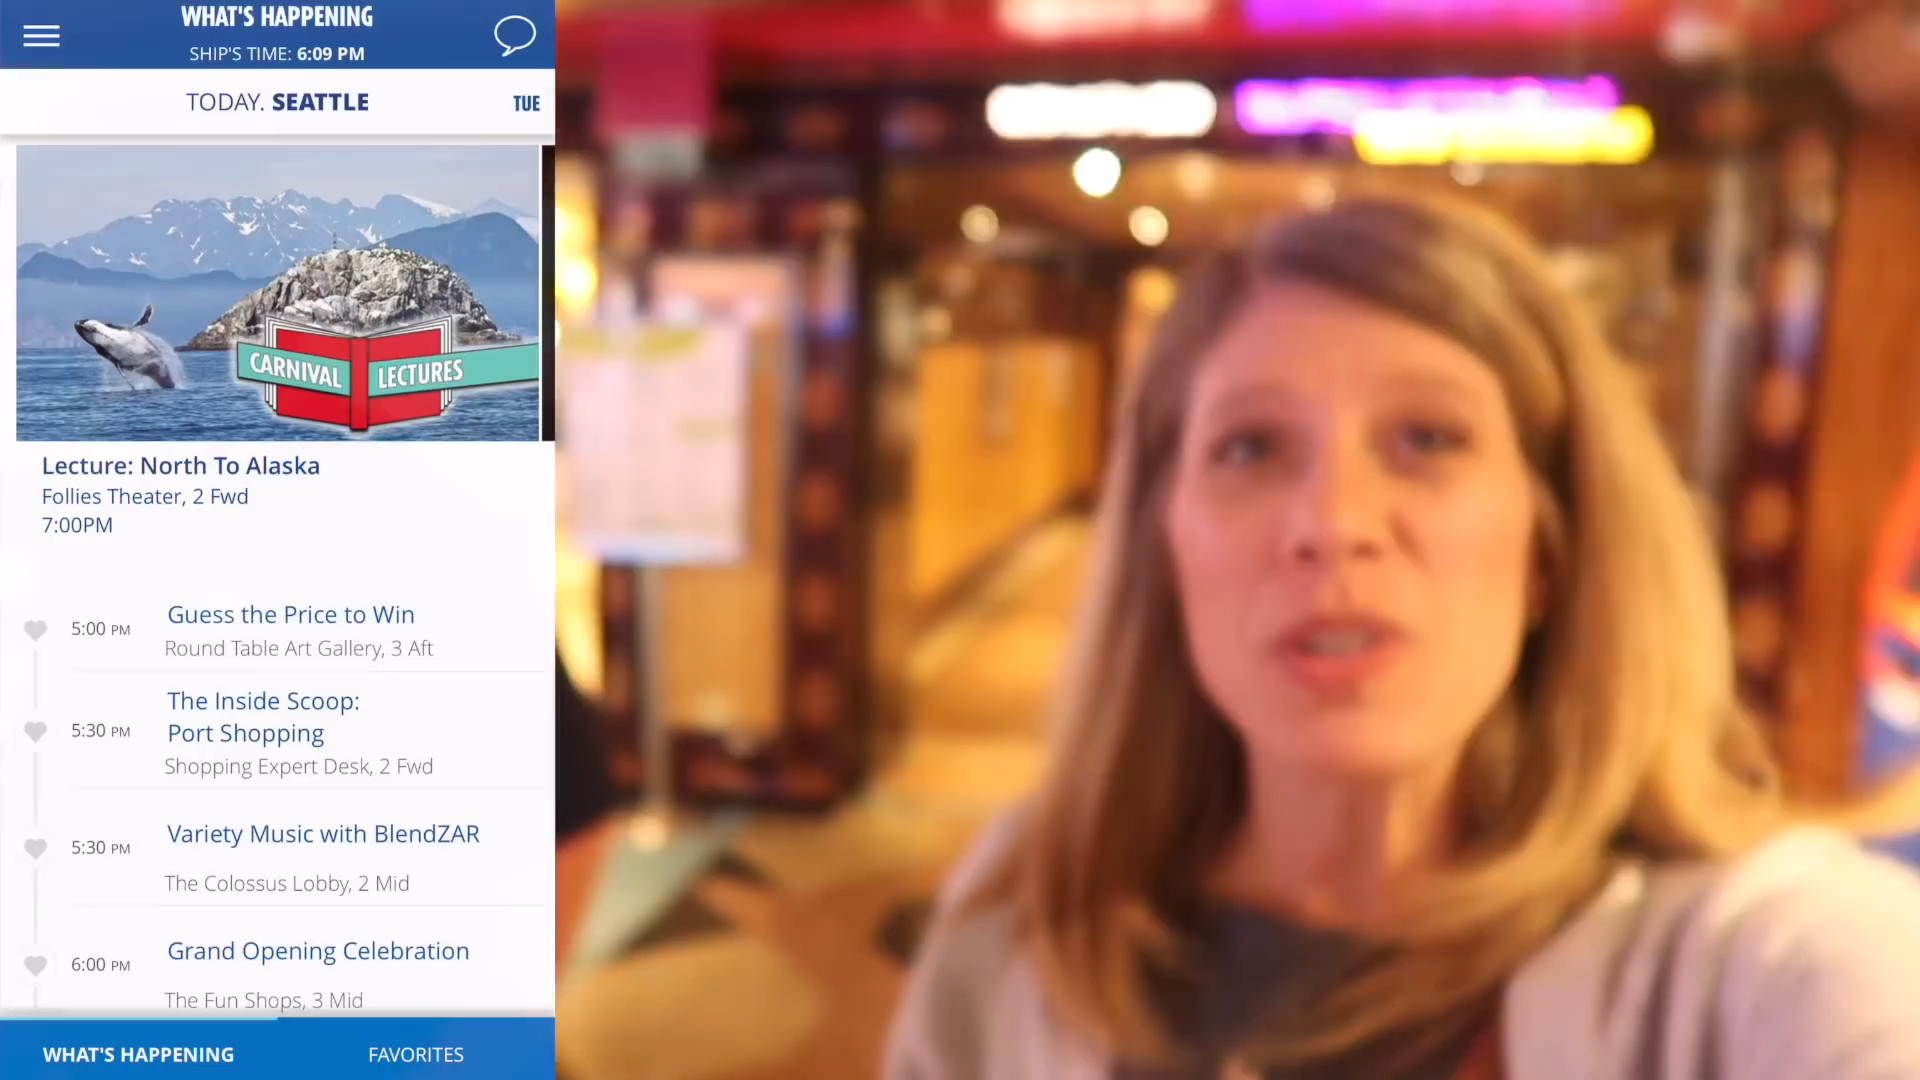 WHAT'S HAPPENING
SHIP'S TIME: 6:09 PM
TODAY. SEATTLE
TUE
CARNIVAL LECTURES
Lecture: North To Alaska
Follies Theater, 2 Fwd
7:00PM
5:00 PM
Guess the Price to Win
Round Table Art Gallery, 3 Aft
5:30 PM
The Inside Scoop:
Port Shopping
Shopping Expert Desk, 2 Fwd
5:30 PM
Variety Music with BlendZAR
The Colossus Lobby, 2 Mid
6:00 PM
Grand Opening Celebration
The Fun Shops, 3 Mid
WHAT'S HAPPENING
FAVORITES